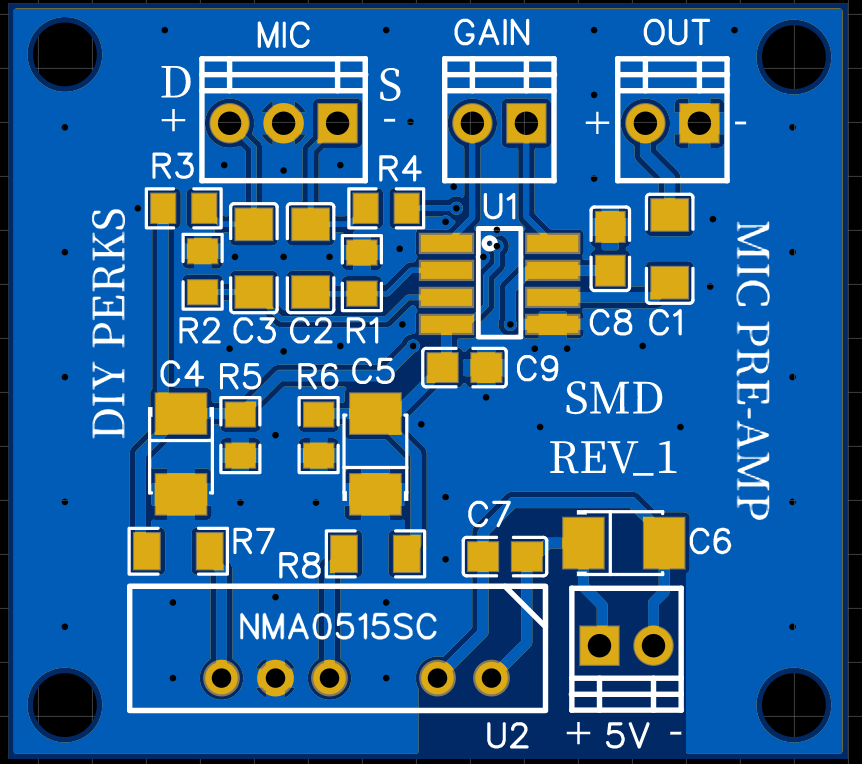 MIC GAIN OUT
D S
+ - + -
R3 R4
U1
R2 C3 C2 R1 C8 C1
DIY PERKS
MIC PRE-AMP
C4 R5 R6 C5 C9
SMD
REV_1
C7
R7 R8 C6
NMA0515SC
U2
+ 5V -